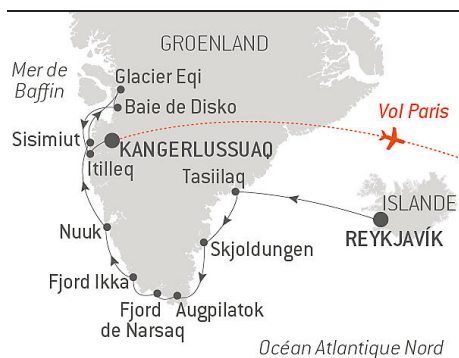 GROENLAND
Mer de
Baffin
Glacier Eqi
Baie de Disko
Vol Paris
Sisimiut
KANGERLUSSUAQ
Itilleq
Tasiilaq
ISLANDE
REYKJAVÍK
Nuuk
Skjoldungen
Fjord Ikka
Fjord
de Narsaq
Augpilatok
Océan Atlantique Nord